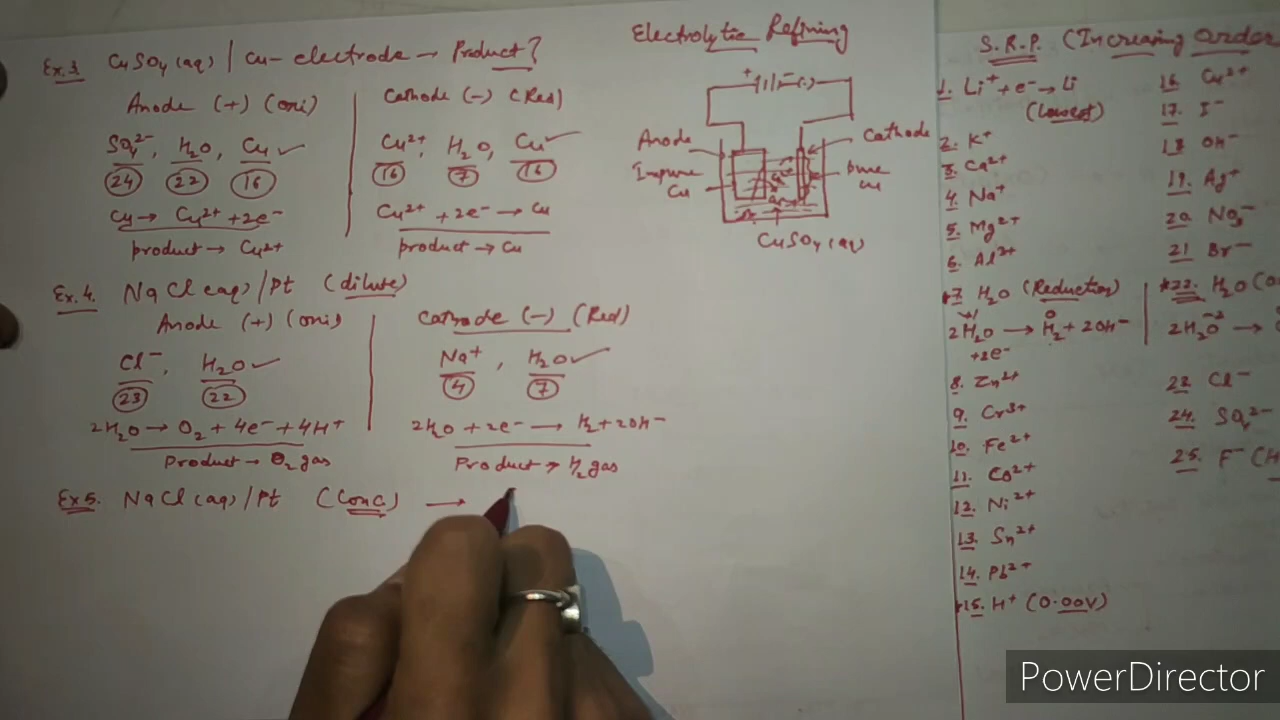 Ex.3 CuSO4 (aq) | Cu- electrode → Product?
Anode (+) (oxi)
Cathode (-) (Red)
SO4^2-, H2O, Cu ✓
24 22 16
Cu → Cu2+ + 2e-
product → Cu2+
Cu2+, H2O, Cu ✓
16 7 16
Cu2+ + 2e- → Cu
product → Cu
Ex.4. NaCl (aq) / Pt (dilute)
Anode (+) (oxi)
Cathode (-) (Red)
Cl-, H2O ✓
23 22
2H2O → O2 + 4e- + 4H+
Product → O2 gas
Na+, H2O ✓
4 7
2H2O + 2e- → H2 + 2OH-
Product → H2 gas
Ex5. NaCl (aq) / Pt (Conc) →
Electrolytic Refining
+ - (-)
Anode
Cathode
Impure
Cu
pure
Cu
CuSO4 (aq)
S.R.P. (Increasing Order
1. Li+ + e- → Li
(Lowest)
2. K+
3. Ca2+
4. Na+
5. Mg2+
6. Al3+
*7 H2O (Reduction)
2H2O → H2 + 2OH-
+2e-
8. Zn2+
9. Cr3+
10. Fe2+
11. Co2+
12. Ni2+
13. Sn2+
14. Pb2+
*15. H+ (0.00V)
16. Cu2+
17. I-
18 OH-
19. Ag+
20 NO3-
21 Br-
*22. H2O (O
2H2O →
23 Cl-
24. SO4^2-
25. F- (H
PowerDirector